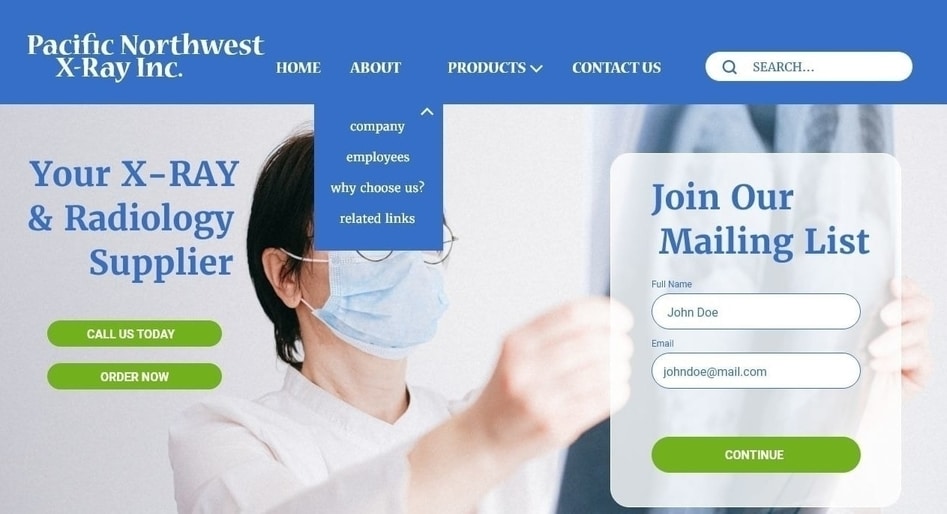 Pacific Northwest
X-Ray Inc.
HOME ABOUT PRODUCTS CONTACT US SEARCH...
company
employees
why choose us?
related links
Your X-RAY
& Radiology
Supplier
CALL US TODAY
ORDER NOW
Join Our
Mailing List
Full Name
John Doe
Email
johndoe@mail.com
CONTINUE